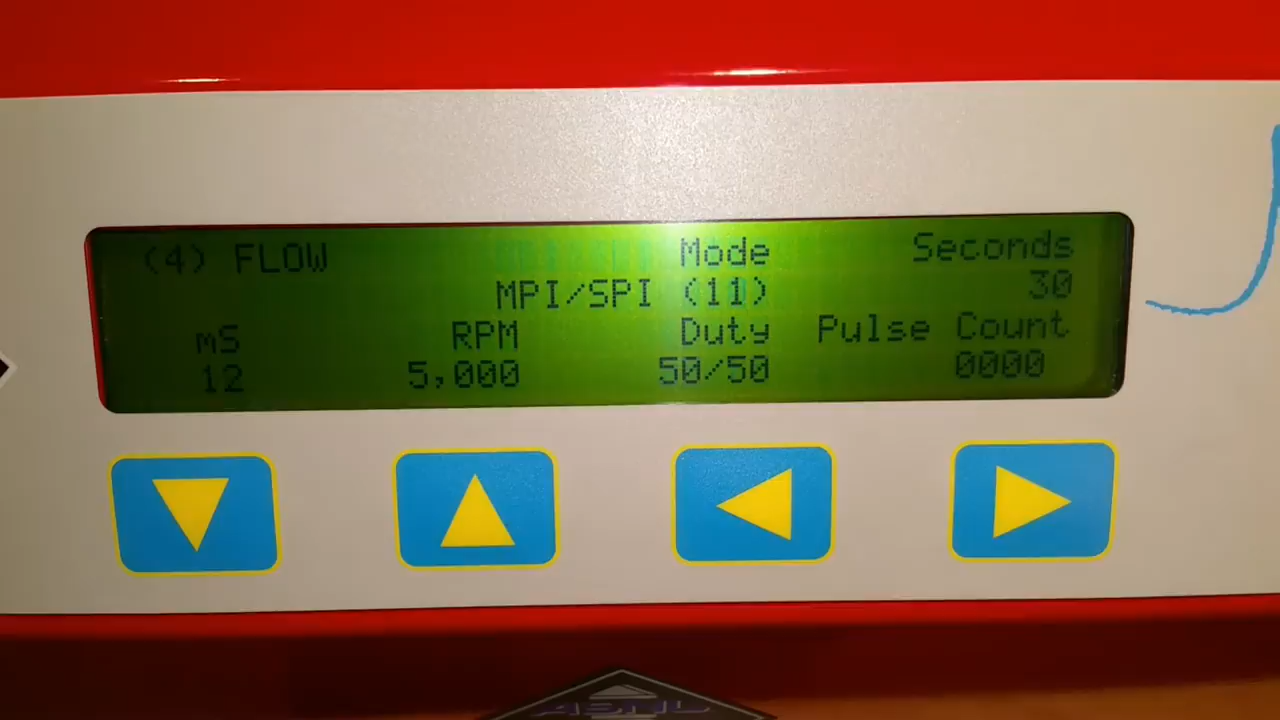 (4) FLOW Mode Seconds
MPI/SPI (11) 30
mS RPM Duty Pulse Count
12 5,000 50/50 0000